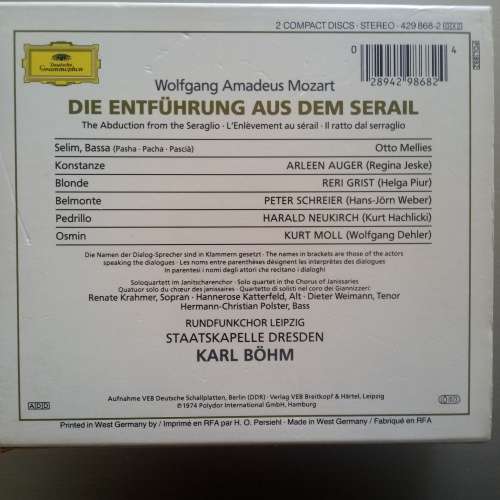 2 COMPACT DISCS · STEREO · 429 868-2 GX2
Deutsche
Grammophon
0 28942 98682 4
Wolfgang Amadeus Mozart
DIE ENTFÜHRUNG AUS DEM SERAIL
The Abduction from the Seraglio · L'Enlèvement au sérail · Il ratto dal serraglio
Selim, Bassa (Pasha · Pacha · Pascià) Otto Mellies
Konstanze ARLEEN AUGER (Regina Jeske)
Blonde RERI GRIST (Helga Piur)
Belmonte PETER SCHREIER (Hans-Jörn Weber)
Pedrillo HARALD NEUKIRCH (Kurt Hachlicki)
Osmin KURT MOLL (Wolfgang Dehler)
Die Namen der Dialog-Sprecher sind in Klammern gesetzt · The names in brackets are those of the actors
speaking the dialogues · Les noms entre parenthèses désignent les interprètes des dialogues
In parentesi i nomi degli attori che recitano i dialoghi
Soloquartett im Janitscharenchor · Solo quartet in the Chorus of Janissaries
Quatuor solo du chœur des janissaires · Quartetto di solisti nel coro dei Giannizzeri:
Renate Krahmer, Sopran · Hannerose Katterfeld, Alt · Dieter Weimann, Tenor
Hermann-Christian Polster, Bass
RUNDFUNKCHOR LEIPZIG
STAATSKAPELLE DRESDEN
KARL BÖHM
Aufnahme VEB Deutsche Schallplatten, Berlin (DDR) · Verlag VEB Breitkopf & Härtel, Leipzig
ADD ℗ 1974 Polydor International GmbH, Hamburg
Printed in West Germany by / Imprimé en RFA par H. O. Persiehl · Made in West Germany / Fabriqué en RFA